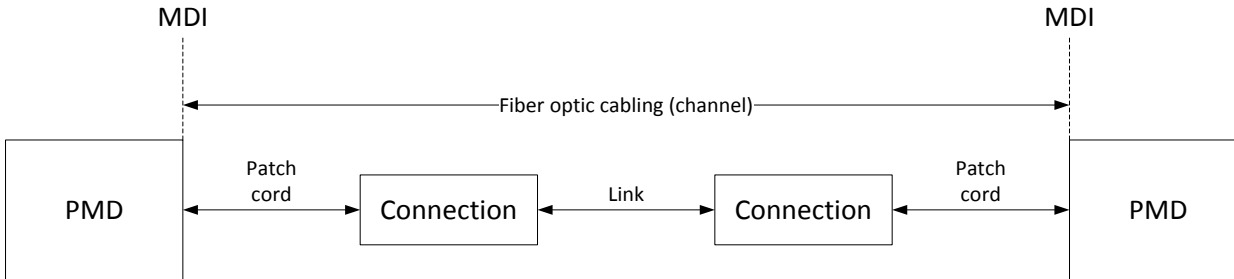 MDI
MDI
Fiber optic cabling (channel)
PMD
Patch
cord
Connection
Link
Connection
Patch
cord
PMD